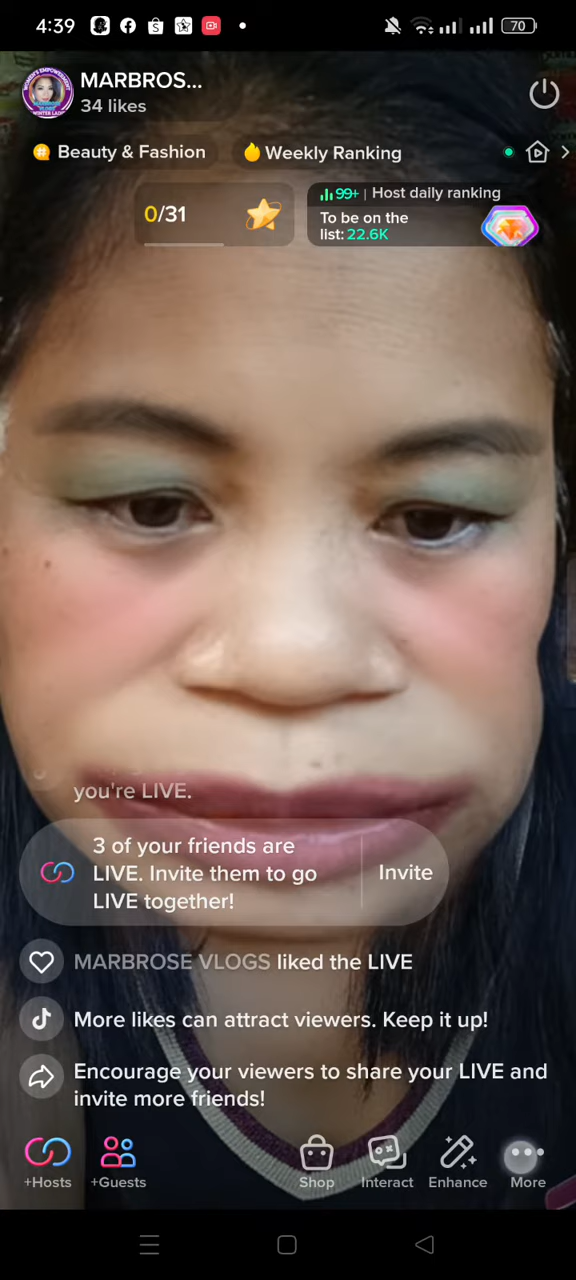 4:39
70
MARBROS...
34 likes
Beauty & Fashion
Weekly Ranking
0/31
99+ | Host daily ranking
To be on the
list: 22.6K
you're LIVE.
3 of your friends are
LIVE. Invite them to go
LIVE together!
Invite
MARBROSE VLOGS liked the LIVE
More likes can attract viewers. Keep it up!
Encourage your viewers to share your LIVE and
invite more friends!
+Hosts
+Guests
Shop
Interact
Enhance
More